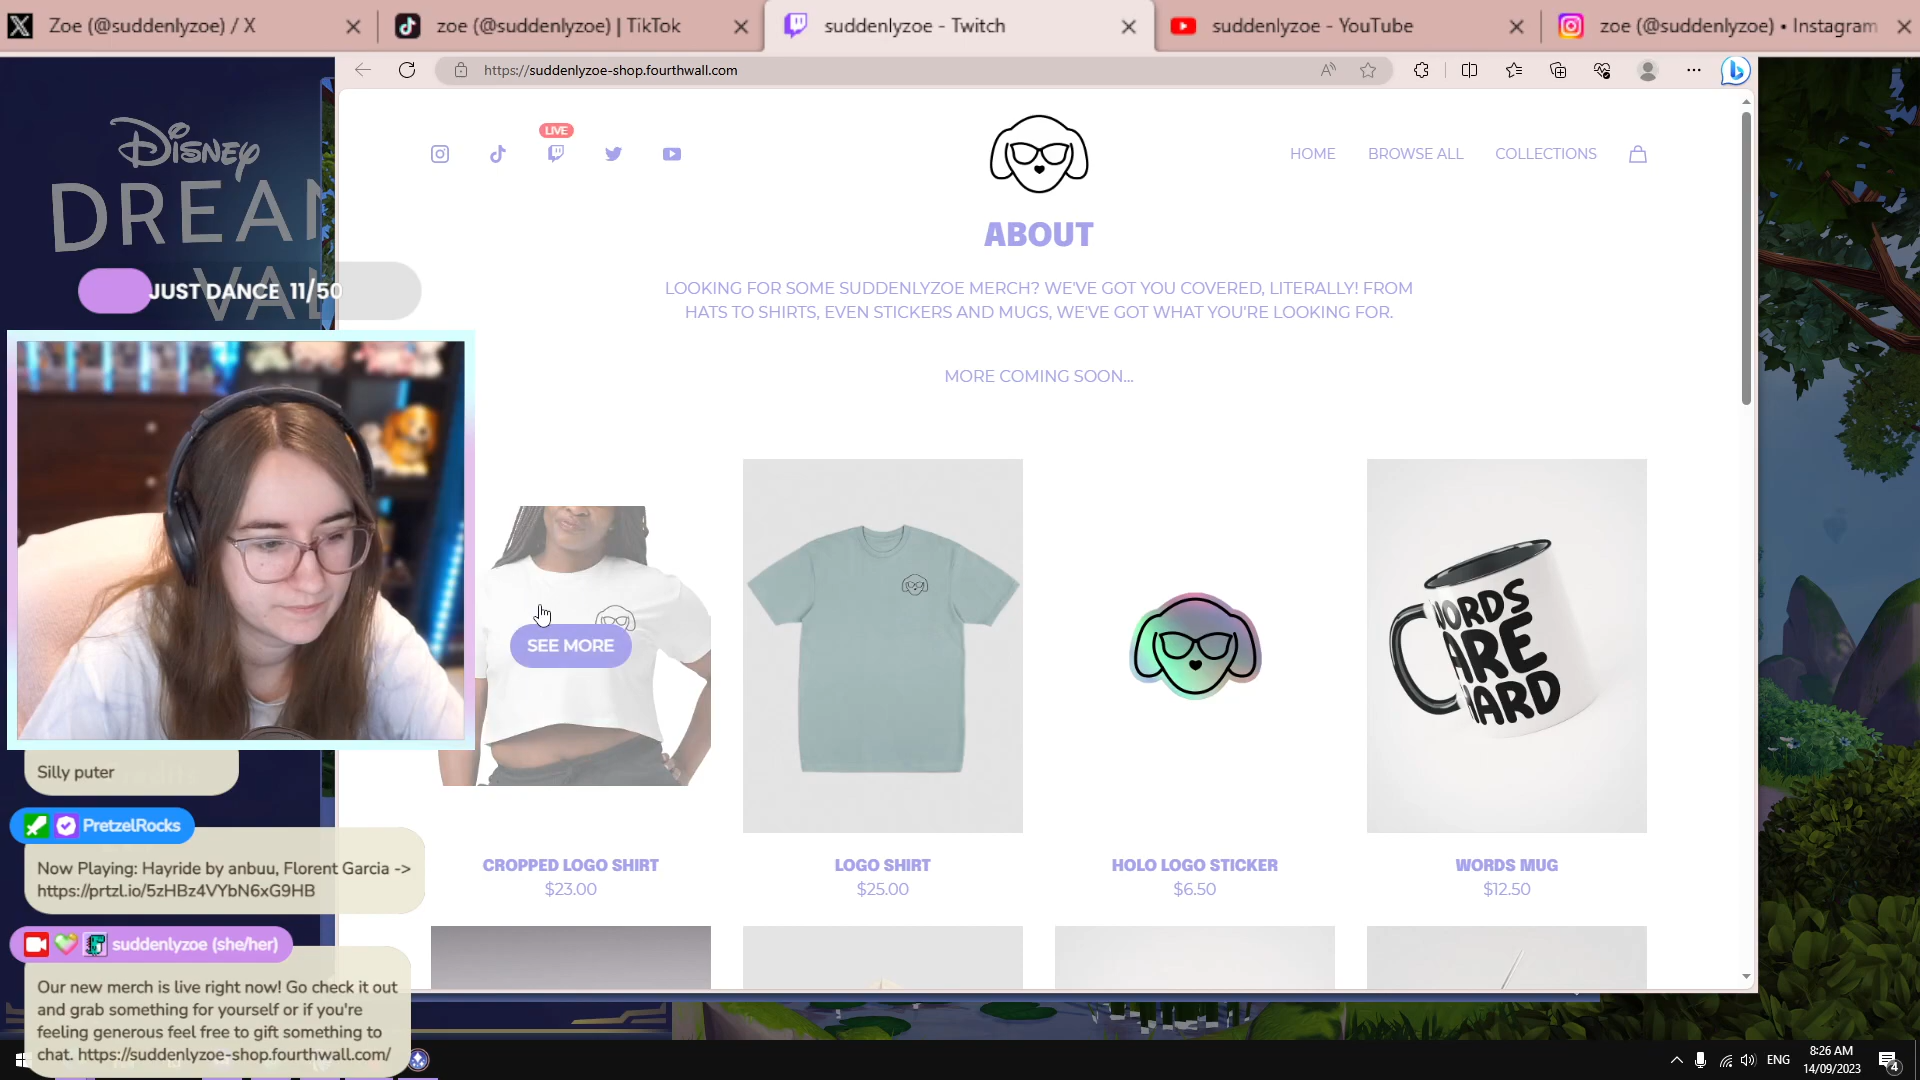 Zoe (@suddenlyzoe) / X
zoe (@suddenlyzoe) | TikTok
suddenlyzoe - Twitch
suddenlyzoe - YouTube
zoe (@suddenlyzoe) • Instagram
https://suddenlyzoe-shop.fourthwall.com
LIVE
HOME
BROWSE ALL
COLLECTIONS
Disney
JUST DANCE 11/50
ABOUT
LOOKING FOR SOME SUDDENLYZOE MERCH? WE'VE GOT YOU COVERED, LITERALLY! FROM
HATS TO SHIRTS, EVEN STICKERS AND MUGS, WE'VE GOT WHAT YOU'RE LOOKING FOR.
MORE COMING SOON...
SEE MORE
WORDS
ARE
HARD
CROPPED LOGO SHIRT
$23.00
LOGO SHIRT
$25.00
HOLO LOGO STICKER
$6.50
WORDS MUG
$12.50
Silly puter
PretzelRocks
Now Playing: Hayride by anbuu, Florent Garcia ->
https://prtzl.io/5zHBz4VYbN6xG9HB
suddenlyzoe (she/her)
Our new merch is live right now! Go check it out
and grab something for yourself or if you're
feeling generous feel free to gift something to
chat. https://suddenlyzoe-shop.fourthwall.com/
ENG
8:26 AM
14/09/2023
4